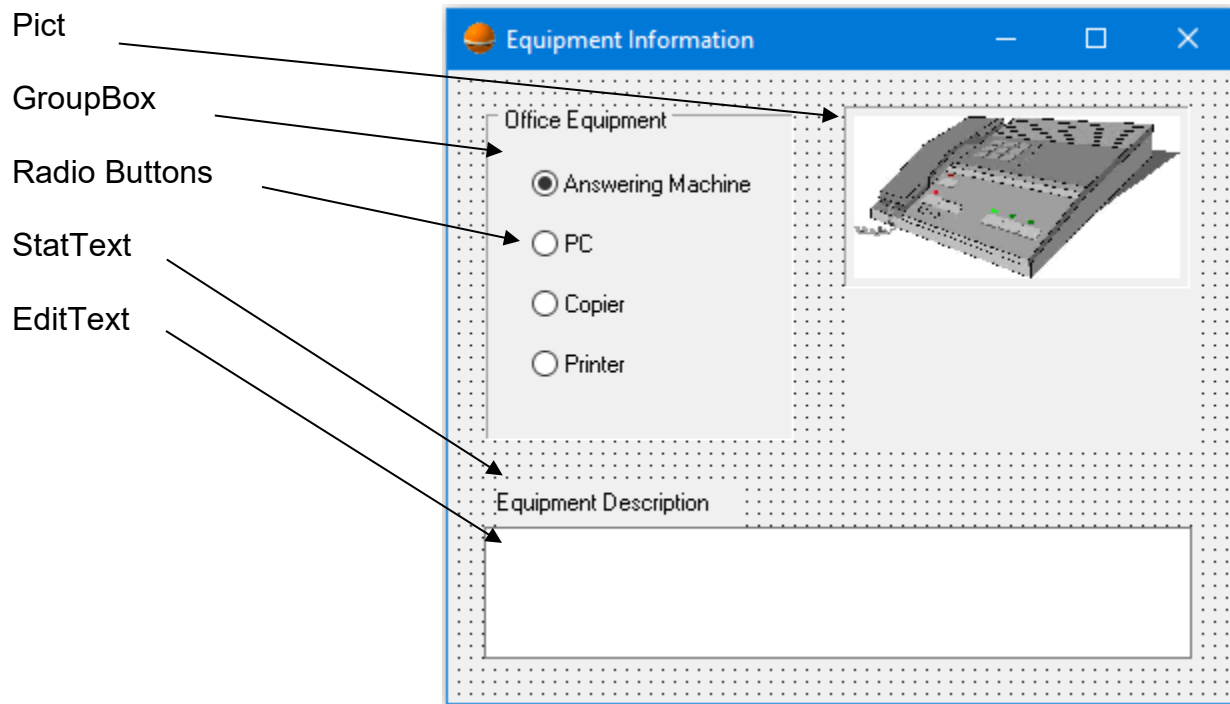 Pict
GroupBox
Radio Buttons
StatText
EditText
Equipment Information
Office Equipment
Answering Machine
PC
Copier
Printer
Equipment Description